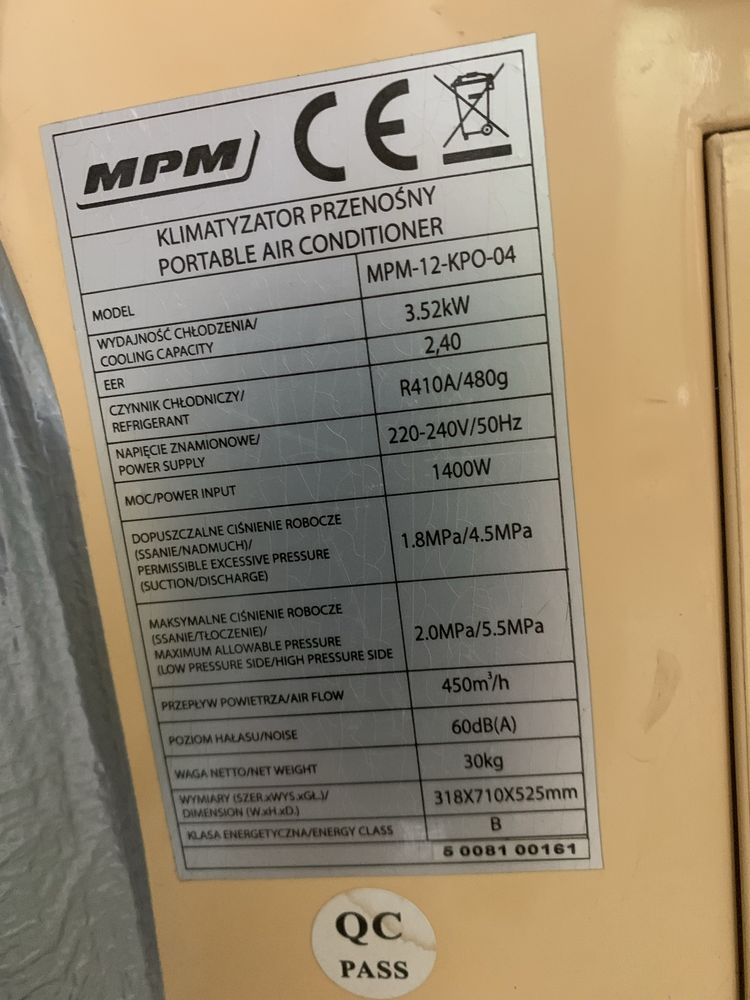 MPM CE
KLIMATYZATOR PRZENOŚNY
PORTABLE AIR CONDITIONER
MODEL MPM-12-KPO-04
WYDAJNOŚĆ CHŁODZENIA/
COOLING CAPACITY 3.52kW
EER 2,40
CZYNNIK CHŁODNICZY/
REFRIGERANT R410A/480g
NAPIĘCIE ZNAMIONOWE/
POWER SUPPLY 220-240V/50Hz
MOC/POWER INPUT 1400W
DOPUSZCZALNE CIŚNIENIE ROBOCZE
(SSANIE/NADMUCH)/
PERMISSIBLE EXCESSIVE PRESSURE
(SUCTION/DISCHARGE) 1.8MPa/4.5MPa
MAKSYMALNE CIŚNIENIE ROBOCZE
(SSANIE/TŁOCZENIE)/
MAXIMUM ALLOWABLE PRESSURE
(LOW PRESSURE SIDE/HIGH PRESSURE SIDE 2.0MPa/5.5MPa
PRZEPŁYW POWIETRZA/AIR FLOW 450m³/h
POZIOM HAŁASU/NOISE 60dB(A)
WAGA NETTO/NET WEIGHT 30kg
WYMIARY (SZER.xWYS.xGŁ.)/
DIMENSION (W.xH.xD.) 318X710X525mm
KLASA ENERGETYCZNA/ENERGY CLASS B
5 0081 00161
QC
PASS